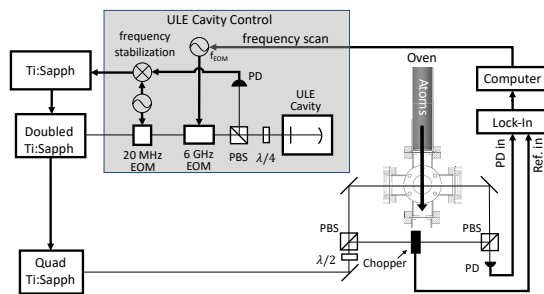 ULE Cavity Control
frequency
stabilization
f_EOM
frequency scan
Oven
Ti:Sapph
PD
ULE
Cavity
Atoms
Computer
Doubled
Ti:Sapph
Lock-In
20 MHz
EOM
6 GHz
EOM
PBS
λ/4
PD in
Ref. in
PBS
PBS
Quad
Ti:Sapph
λ/2
Chopper
PD